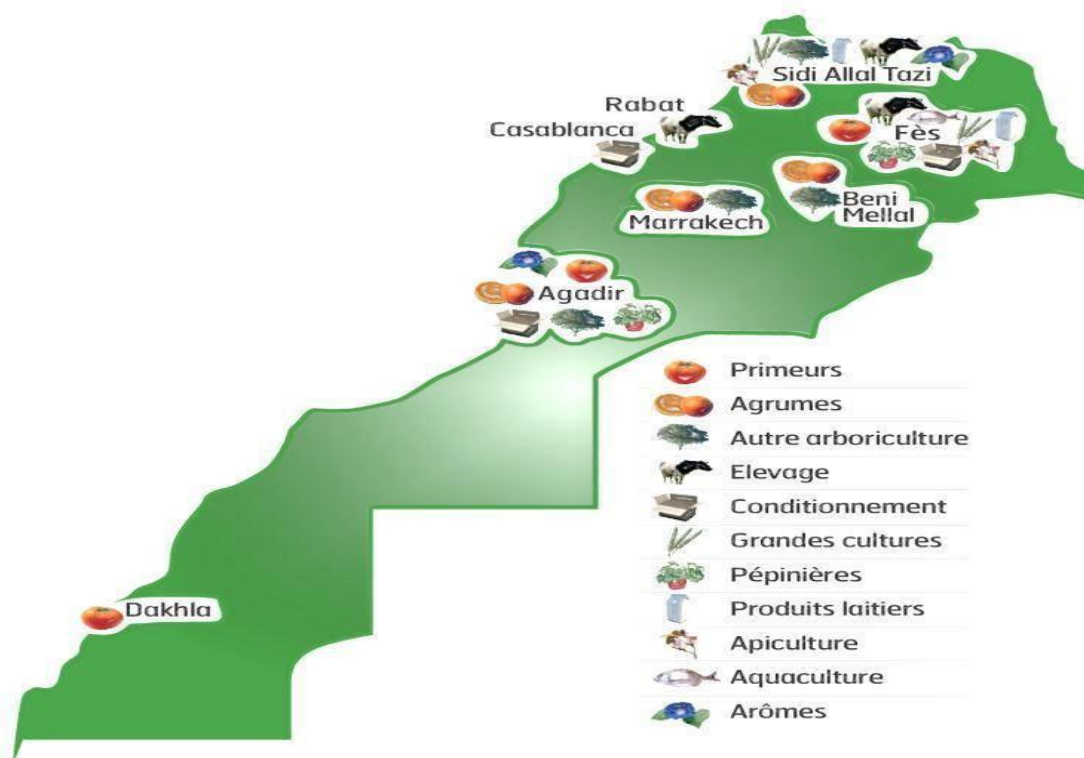 Sidi Allal Tazi
Rabat
Casablanca
Fès
Beni
Mellal
Marrakech
Agadir
Primeurs
Agrumes
Autre arboriculture
Elevage
Conditionnement
Grandes cultures
Pépinières
Dakhla
Produits laitiers
Apiculture
Aquaculture
Arômes